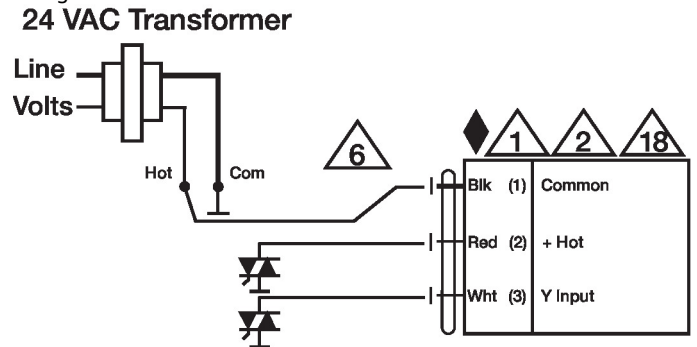 24 VAC Transformer
Line
Volts
Hot
Com
6
1
2
18
Blk (1) Common
Red (2) + Hot
Wht (3) Y Input